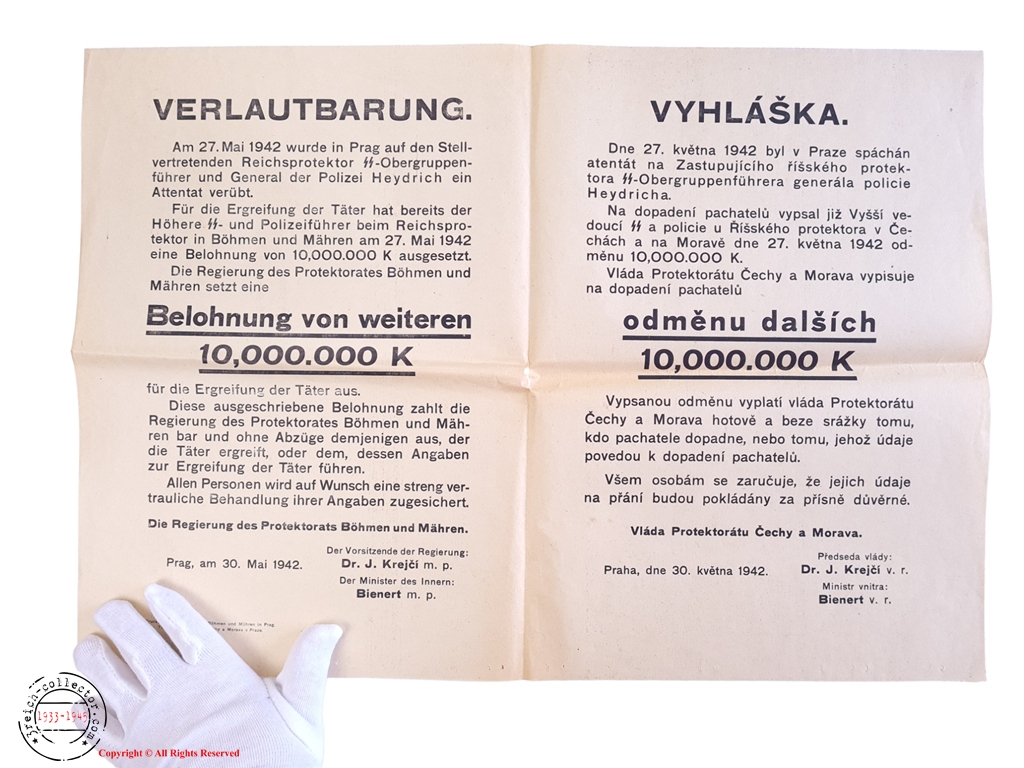 VERLAUTBARUNG.
Am 27. Mai 1942 wurde in Prag auf den Stell-
vertretenden Reichsprotektor ᛋᛋ-Obergruppen-
führer und General der Polizei Heydrich ein
Attentat verübt.
Für die Ergreifung der Täter hat bereits der
Höhere ᛋᛋ- und Polizeiführer beim Reichspro-
tektor in Böhmen und Mähren am 27. Mai 1942
eine Belohnung von 10,000.000 K ausgesetzt.
Die Regierung des Protektorates Böhmen und
Mähren setzt eine
Belohnung von weiteren
10,000.000 K
für die Ergreifung der Täter aus.
Diese ausgeschriebene Belohnung zahlt die
Regierung des Protektorates Böhmen und Mäh-
ren bar und ohne Abzüge demjenigen aus, der
die Täter ergreift, oder dem, dessen Angaben
zur Ergreifung der Täter führen.
Allen Personen wird auf Wunsch eine streng ver-
trauliche Behandlung ihrer Angaben zugesichert.
Die Regierung des Protektorats Böhmen und Mähren.
Prag, am 30. Mai 1942.
Der Vorsitzende der Regierung:
Dr. J. Krejčí m. p.
Der Minister des Innern:
Bienert m. p.
Böhmen und Mähren in Prag.
Čechy a Morava v Praze.
VYHLÁŠKA.
Dne 27. května 1942 byl v Praze spáchán
atentát na Zastupujícího říšského protek-
tora ᛋᛋ-Obergruppenführera generála policie
Heydricha.
Na dopadení pachatelů vypsal již Vyšší ve-
doucí ᛋᛋ a policie u Říšského protektora v Če-
chách a na Moravě dne 27. května 1942 od-
měnu 10,000.000 K.
Vláda Protektorátu Čechy a Morava vypisuje
na dopadení pachatelů
odměnu dalších
10,000.000 K
Vypsanou odměnu vyplatí vláda Protektorátu
Čechy a Morava hotově a beze srážky tomu,
kdo pachatele dopadne, nebo tomu, jehož údaje
povedou k dopadení pachatelů.
Všem osobám se zaručuje, že jejich údaje
na přání budou pokládány za přísně důvěrné.
Vláda Protektorátu Čechy a Morava.
Praha, dne 30. května 1942.
Předseda vlády:
Dr. J. Krejčí v. r.
Ministr vnitra:
Bienert v. r.
3reich-collector.com
1933-1945
Copyright © All Rights Reserved